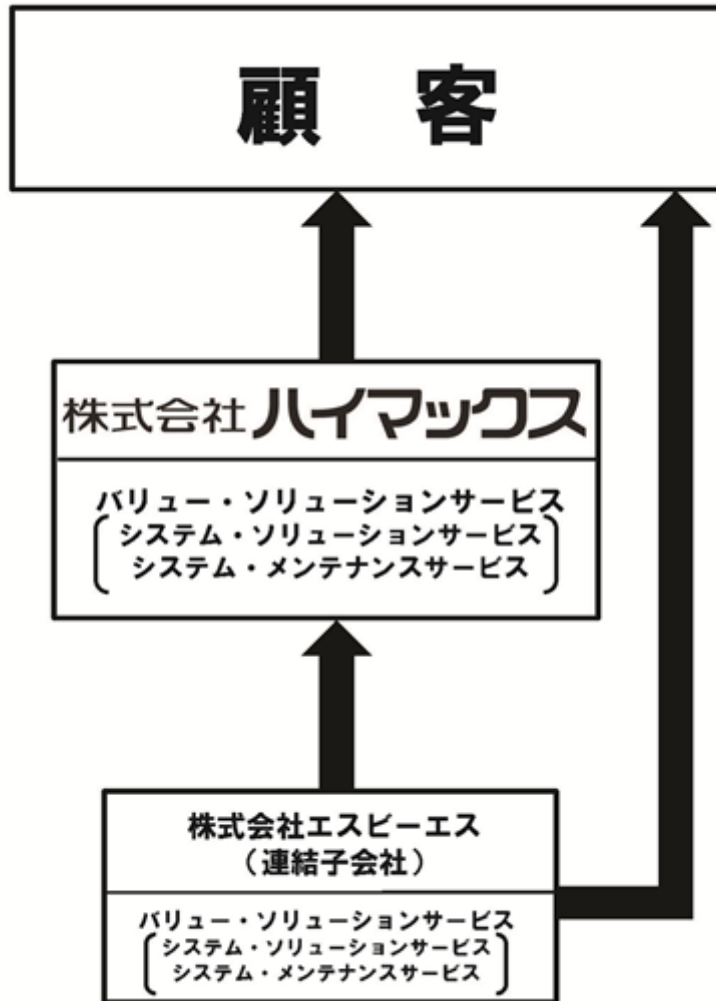 顧 客
株式会社 ハイマックス
バリュー・ソリューションサービス
システム・ソリューションサービス
システム・メンテナンスサービス
株式会社エスビーエス
（連結子会社）
バリュー・ソリューションサービス
システム・ソリューションサービス
システム・メンテナンスサービス